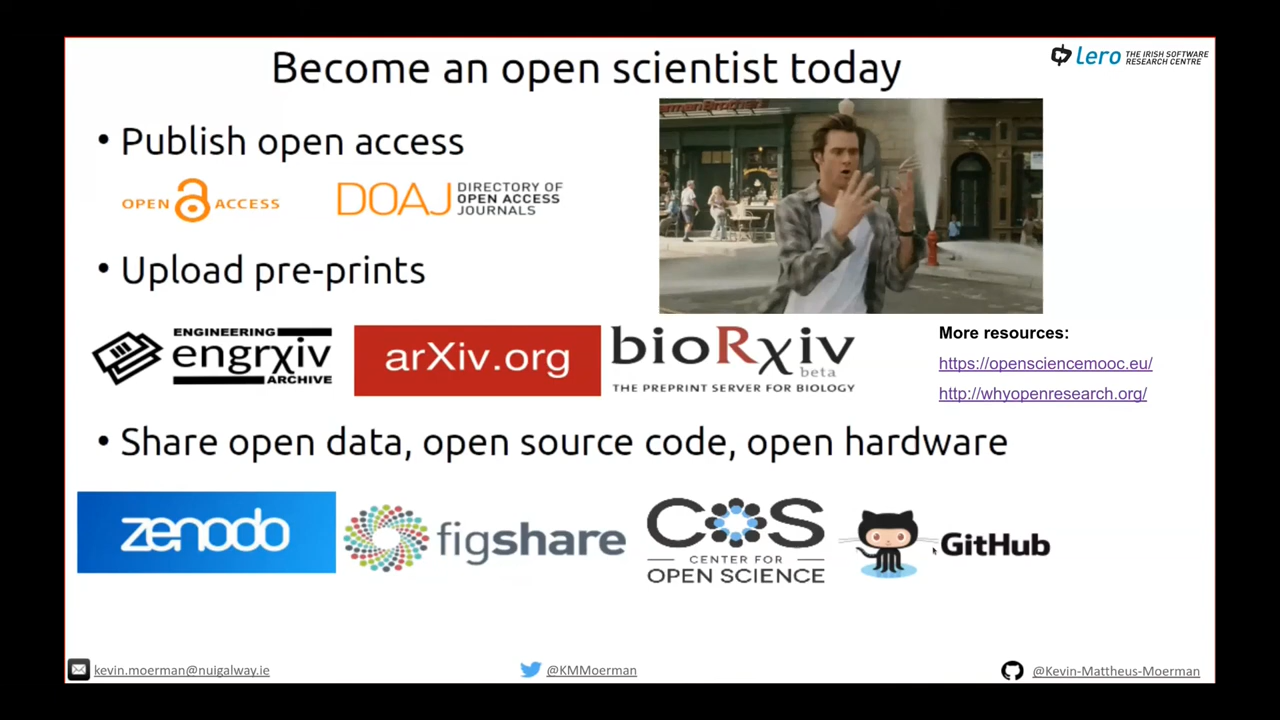 Become an open scientist today
lero THE IRISH SOFTWARE
RESEARCH CENTRE
• Publish open access
OPEN ACCESS
DOAJ DIRECTORY OF
OPEN ACCESS
JOURNALS
• Upload pre-prints
ENGINEERING
engrxiv
ARCHIVE
arXiv.org
bioRxiv
beta
THE PREPRINT SERVER FOR BIOLOGY
More resources:
https://opensciencemooc.eu/
http://whyopenresearch.org/
• Share open data, open source code, open hardware
zenodo
figshare
COS
CENTER FOR
OPEN SCIENCE
GitHub
kevin.moerman@nuigalway.ie
@KMMoerman
@Kevin-Mattheus-Moerman